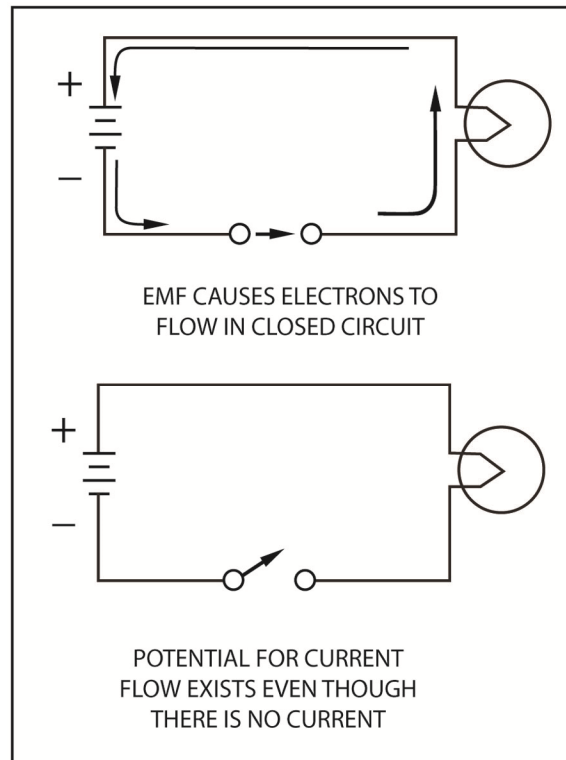 +
–
EMF CAUSES ELECTRONS TO
FLOW IN CLOSED CIRCUIT
+
–
POTENTIAL FOR CURRENT
FLOW EXISTS EVEN THOUGH
THERE IS NO CURRENT